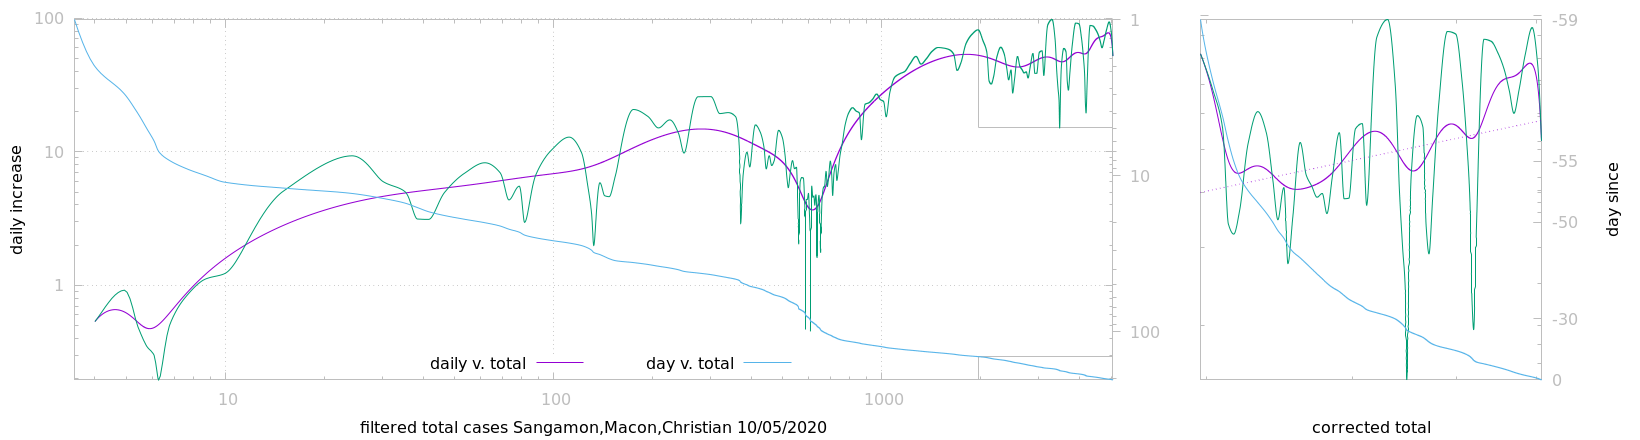 100
10
1
daily increase
10
100
1000
1
10
100
daily v. total
day v. total
filtered total cases Sangamon,Macon,Christian 10/05/2020
-59
-55
-50
-30
0
day since
corrected total